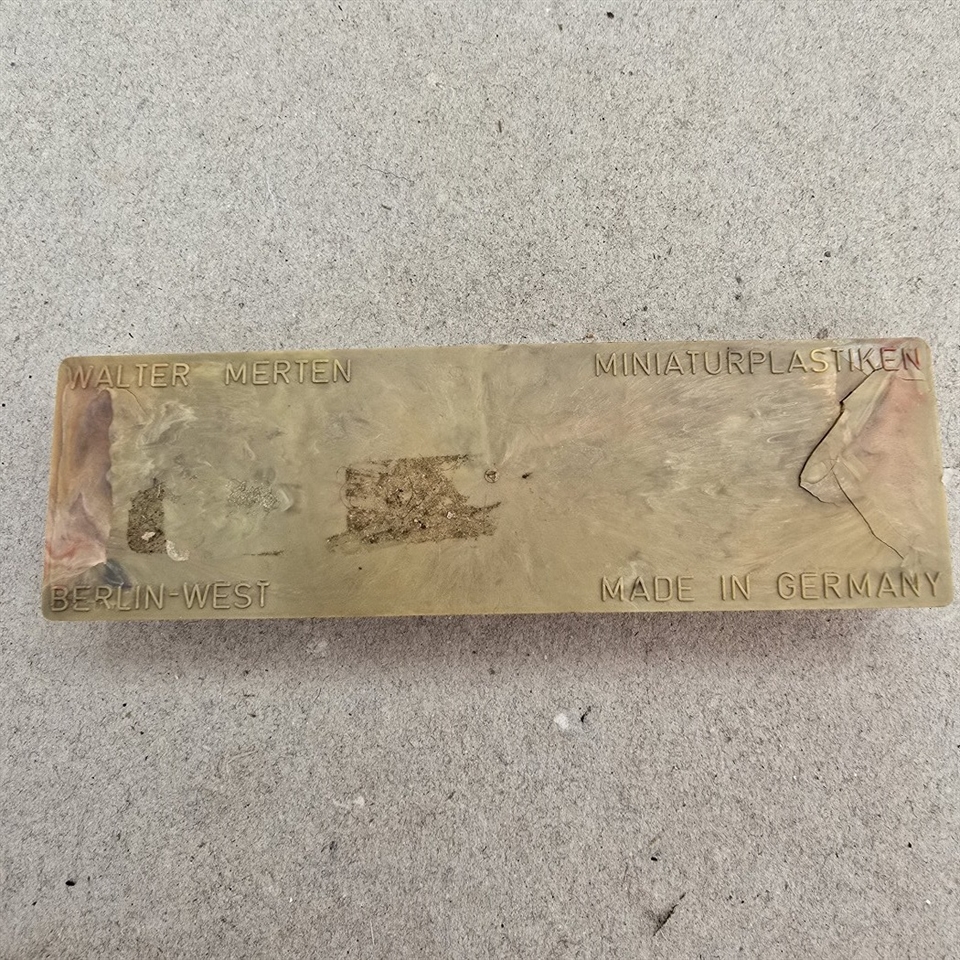 WALTER MERTEN
MINIATURPLASTIKEN
BERLIN-WEST
MADE IN GERMANY